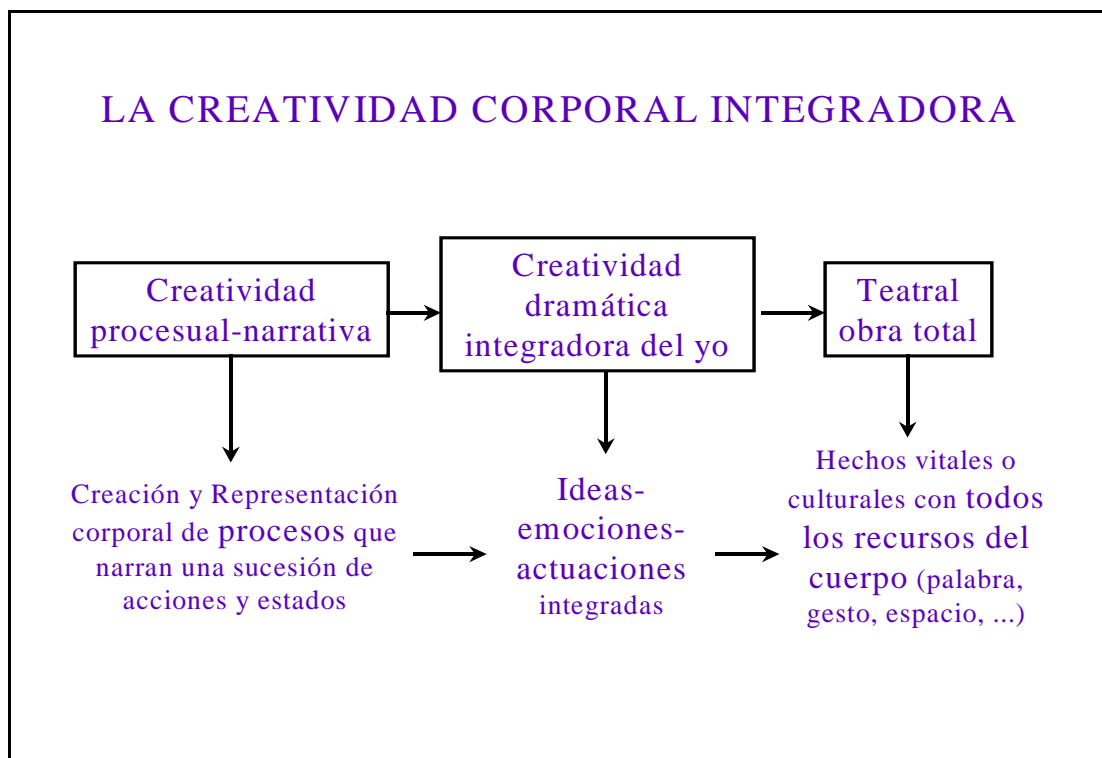 LA CREATIVIDAD CORPORAL INTEGRADORA
Creatividad
procesual-narrativa
Creatividad
dramática
integradora del yo
Teatral
obra total
Creación y Representación
corporal de procesos que
narran una sucesión de
acciones y estados
Ideas-
emociones-
actuaciones
integradas
Hechos vitales o
culturales con todos
los recursos del
cuerpo (palabra,
gesto, espacio, ...)